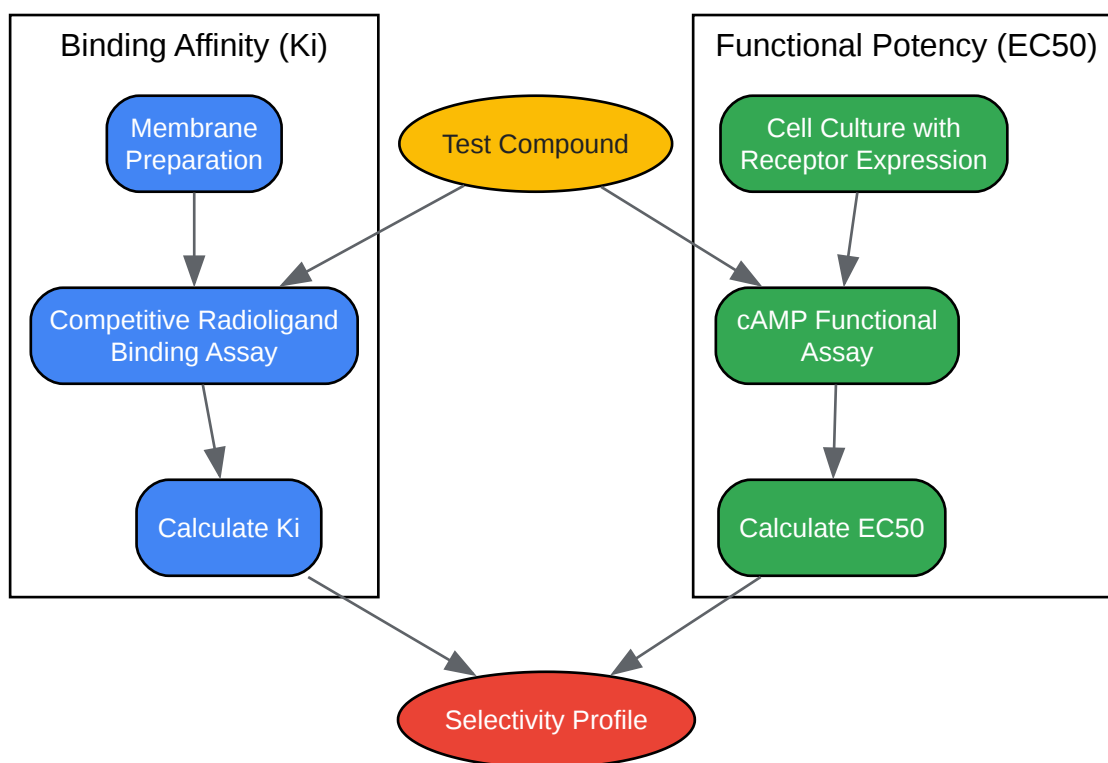 Binding Affinity (Ki)
Functional Potency (EC50)
Membrane
Preparation
Test Compound
Cell Culture with
Receptor Expression
Competitive Radioligand
Binding Assay
cAMP Functional
Assay
Calculate Ki
Calculate EC50
Selectivity Profile